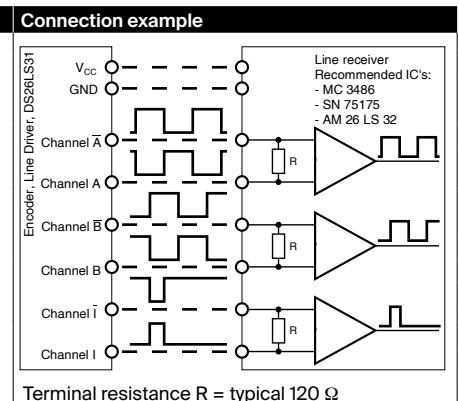 Connection example
Encoder, Line Driver, DS26LS31
V_CC
GND
Channel A̅
Channel A
Channel B̅
Channel B
Channel I̅
Channel I
Line receiver
Recommended IC's:
- MC 3486
- SN 75175
- AM 26 LS 32
R
R
R
Terminal resistance R = typical 120 Ω